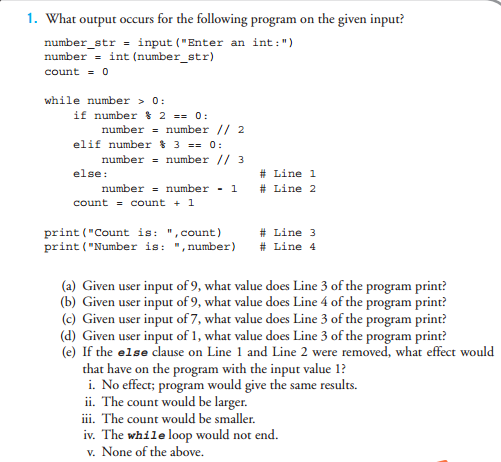 1. What output occurs for the following program on the given input?
number_str = input("Enter an int:")
number = int(number_str)
count = 0
while number > 0:
if number % 2 == 0:
number = number // 2
elif number % 3 == 0:
number = number // 3
else: # Line 1
number = number - 1 # Line 2
count = count + 1
print("Count is: ",count) # Line 3
print("Number is: ",number) # Line 4
(a) Given user input of 9, what value does Line 3 of the program print?
(b) Given user input of 9, what value does Line 4 of the program print?
(c) Given user input of 7, what value does Line 3 of the program print?
(d) Given user input of 1, what value does Line 3 of the program print?
(e) If the else clause on Line 1 and Line 2 were removed, what effect would
that have on the program with the input value 1?
i. No effect; program would give the same results.
ii. The count would be larger.
iii. The count would be smaller.
iv. The while loop would not end.
v. None of the above.